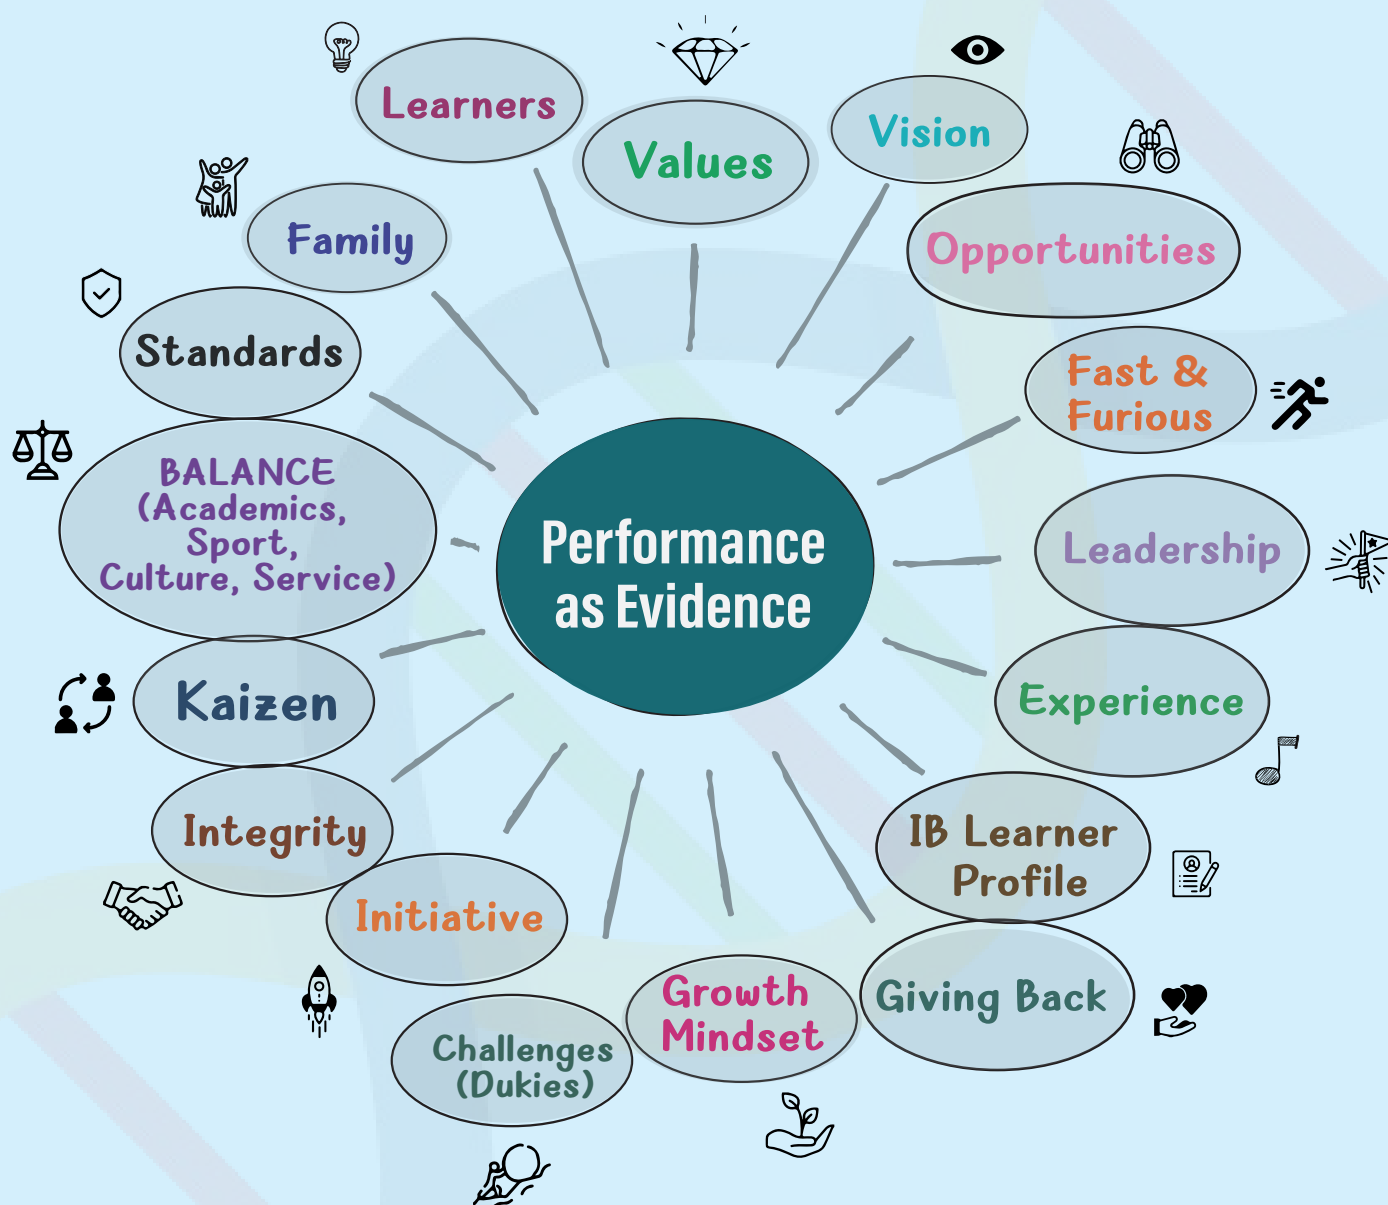 Learners
Values
Vision
Opportunities
Fast &
Furious
Leadership
Experience
IB Learner
Profile
Giving Back
Growth
Mindset
Challenges
(Dukies)
Initiative
Integrity
Kaizen
BALANCE
(Academics,
Sport,
Culture, Service)
Standards
Family
Performance
as Evidence